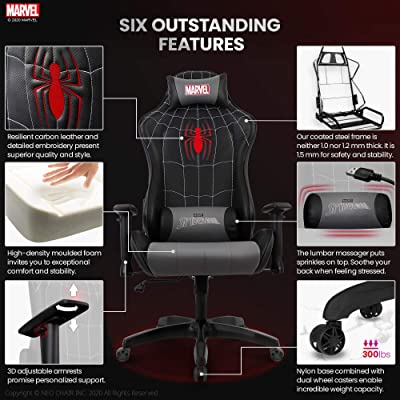 MARVEL
© 2020 MARVEL
SIX OUTSTANDING
FEATURES
MARVEL
Resilient carbon leather and
detailed embroidery present
superior quality and style.
Our coated steel frame is
neither 1.0 nor 1.2 mm thick. It is
1.5 mm for safety and stability.
High-density moulded foam
invites you to exceptional
comfort and stability.
SPIDER-MAN
SPIDER-MAN
The lumbar massager puts
sprinkles on top. Soothe your
back when feeling stressed.
3D adjustable armrests
promise personalized support.
300lbs
Nylon base combined with
dual wheel casters enable
incredible weight capacity.
Copyright © NEO CHAIR INC. 2020 All Rights Reserved